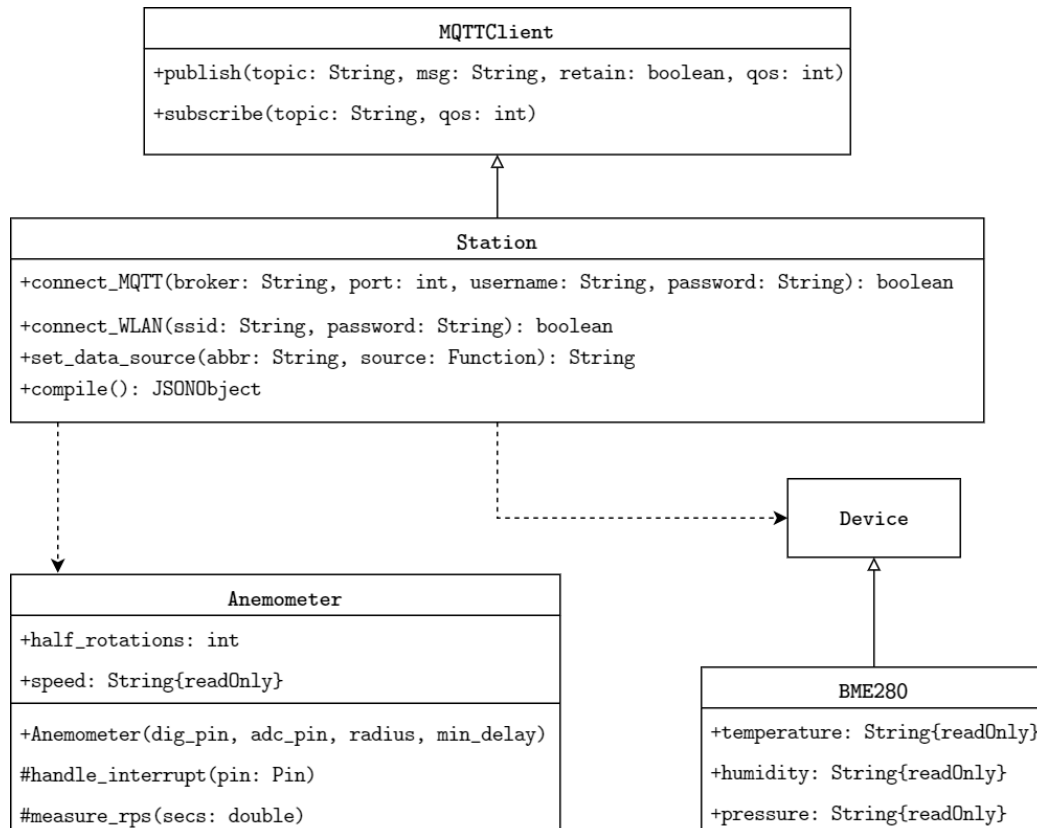 MQTTClient
+publish(topic: String, msg: String, retain: boolean, qos: int)
+subscribe(topic: String, qos: int)
Station
+connect_MQTT(broker: String, port: int, username: String, password: String): boolean
+connect_WLAN(ssid: String, password: String): boolean
+set_data_source(abbr: String, source: Function): String
+compile(): JSONObject
Device
Anemometer
+half_rotations: int
+speed: String{readOnly}
+Anemometer(dig_pin, adc_pin, radius, min_delay)
#handle_interrupt(pin: Pin)
#measure_rps(secs: double)
BME280
+temperature: String{readOnly}
+humidity: String{readOnly}
+pressure: String{readOnly}